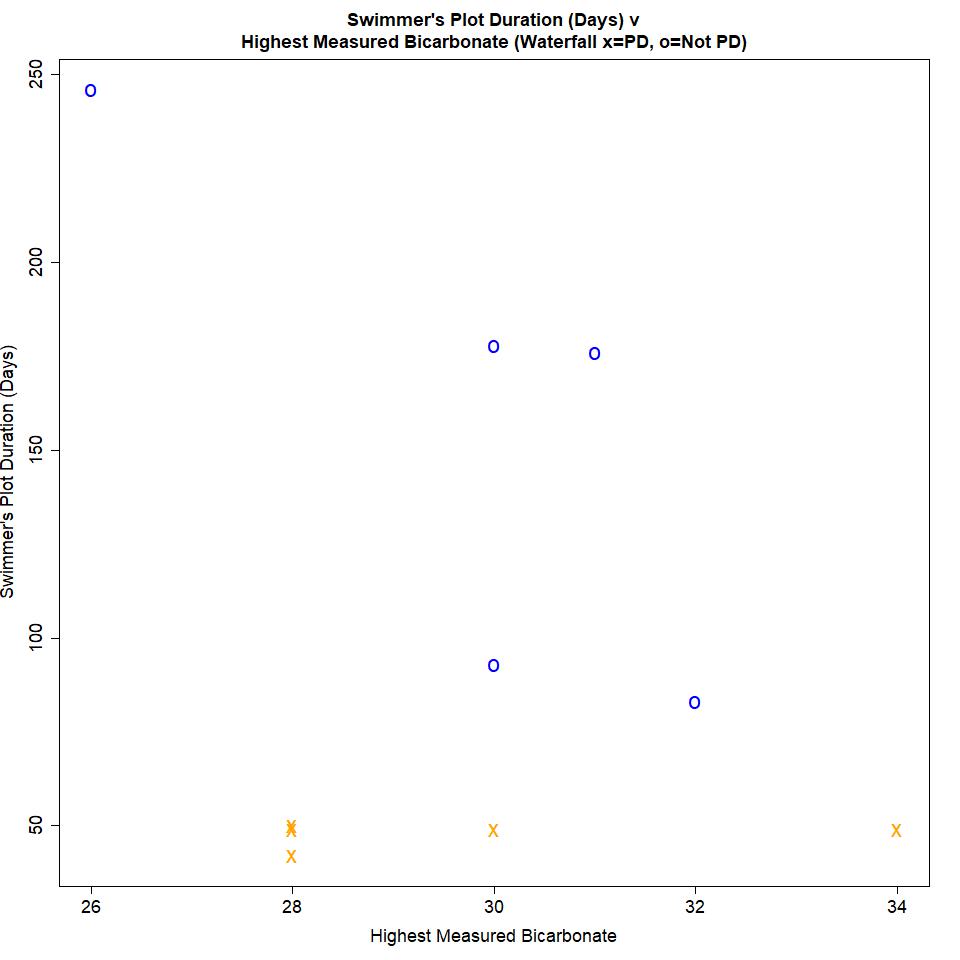 Swimmer's Plot Duration (Days) v
Highest Measured Bicarbonate (Waterfall x=PD, o=Not PD)
Swimmer's Plot Duration (Days)
250
200
150
100
50
o
o
o
o
o
x
x
x
x
x
26 28 30 32 34
Highest Measured Bicarbonate